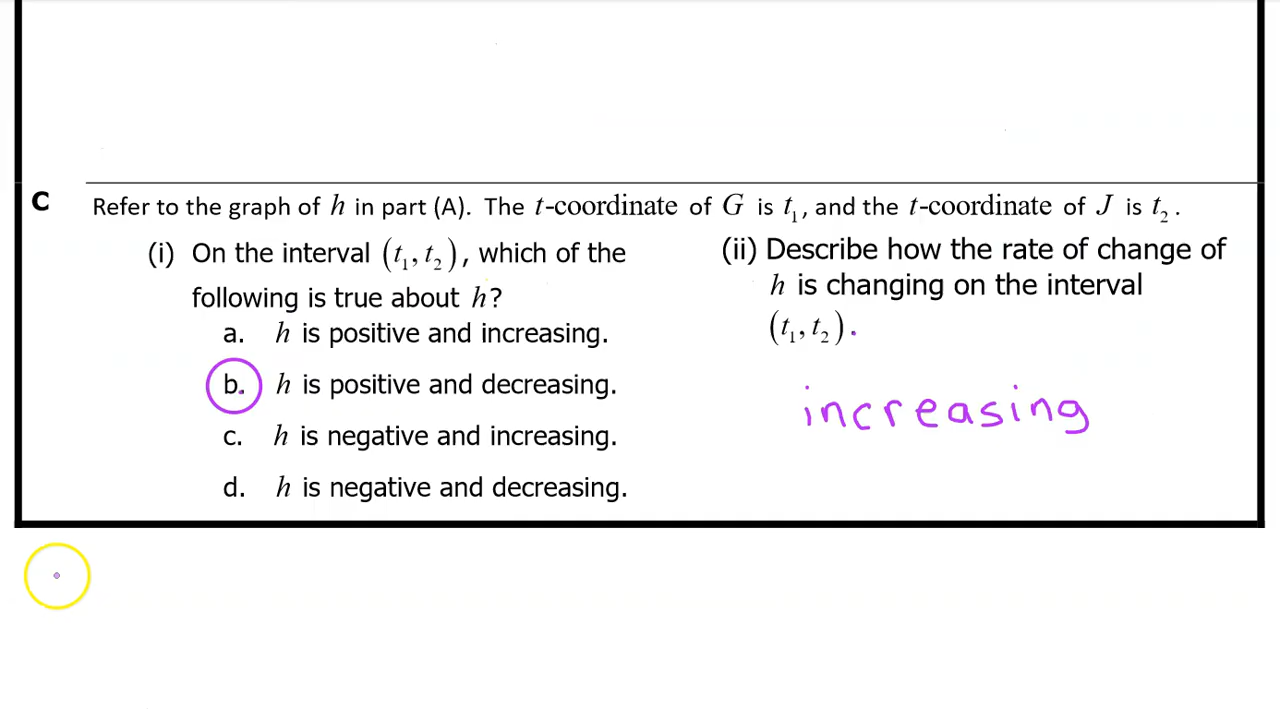 C Refer to the graph of h in part (A). The t-coordinate of G is t₁, and the t-coordinate of J is t₂.
(i) On the interval (t₁, t₂), which of the
following is true about h?
a. h is positive and increasing.
b. h is positive and decreasing.
c. h is negative and increasing.
d. h is negative and decreasing.
(ii) Describe how the rate of change of
h is changing on the interval
(t₁, t₂).
increasing